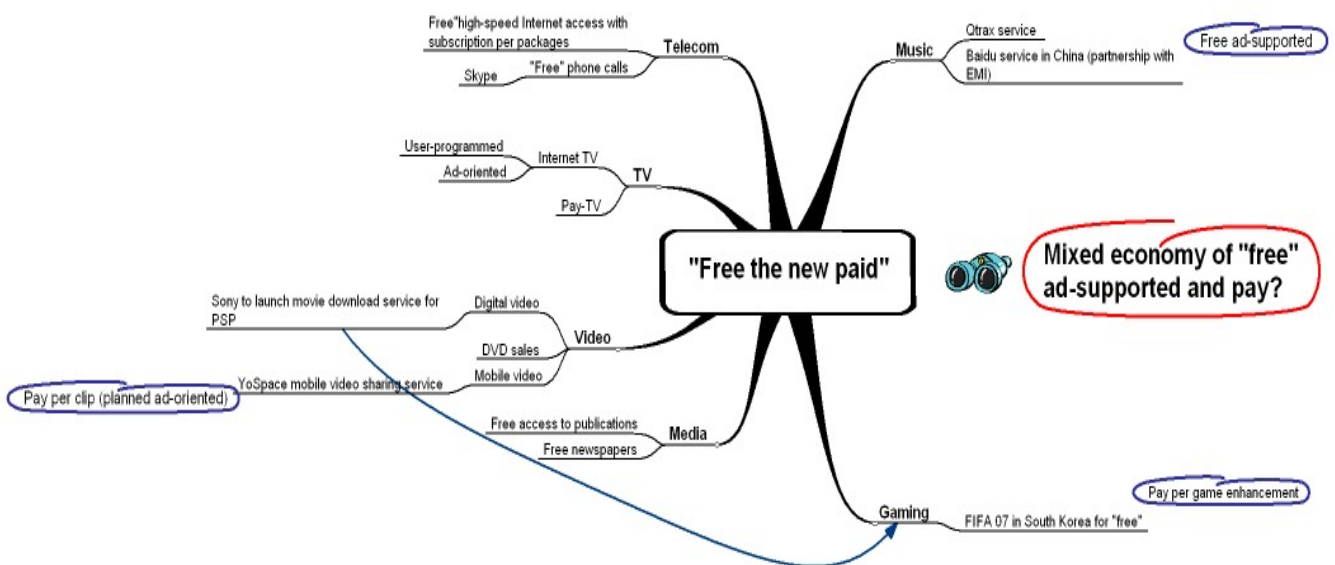 Free"high-speed Internet access with
subscription per packages
Telecom
"Free" phone calls
Skype
Music
Qtrax service
Baidu service in China (partnership with
EMI)
Free ad-supported
User-programmed
Internet TV
Ad-oriented
TV
Pay-TV
"Free the new paid"
Mixed economy of "free"
ad-supported and pay?
Sony to launch movie download service for
PSP
Digital video
Video
DVD sales
Mobile video
YoSpace mobile video sharing service
Pay per clip (planned ad-oriented)
Free access to publications
Media
Free newspapers
Gaming
FIFA 07 in South Korea for "free"
Pay per game enhancement